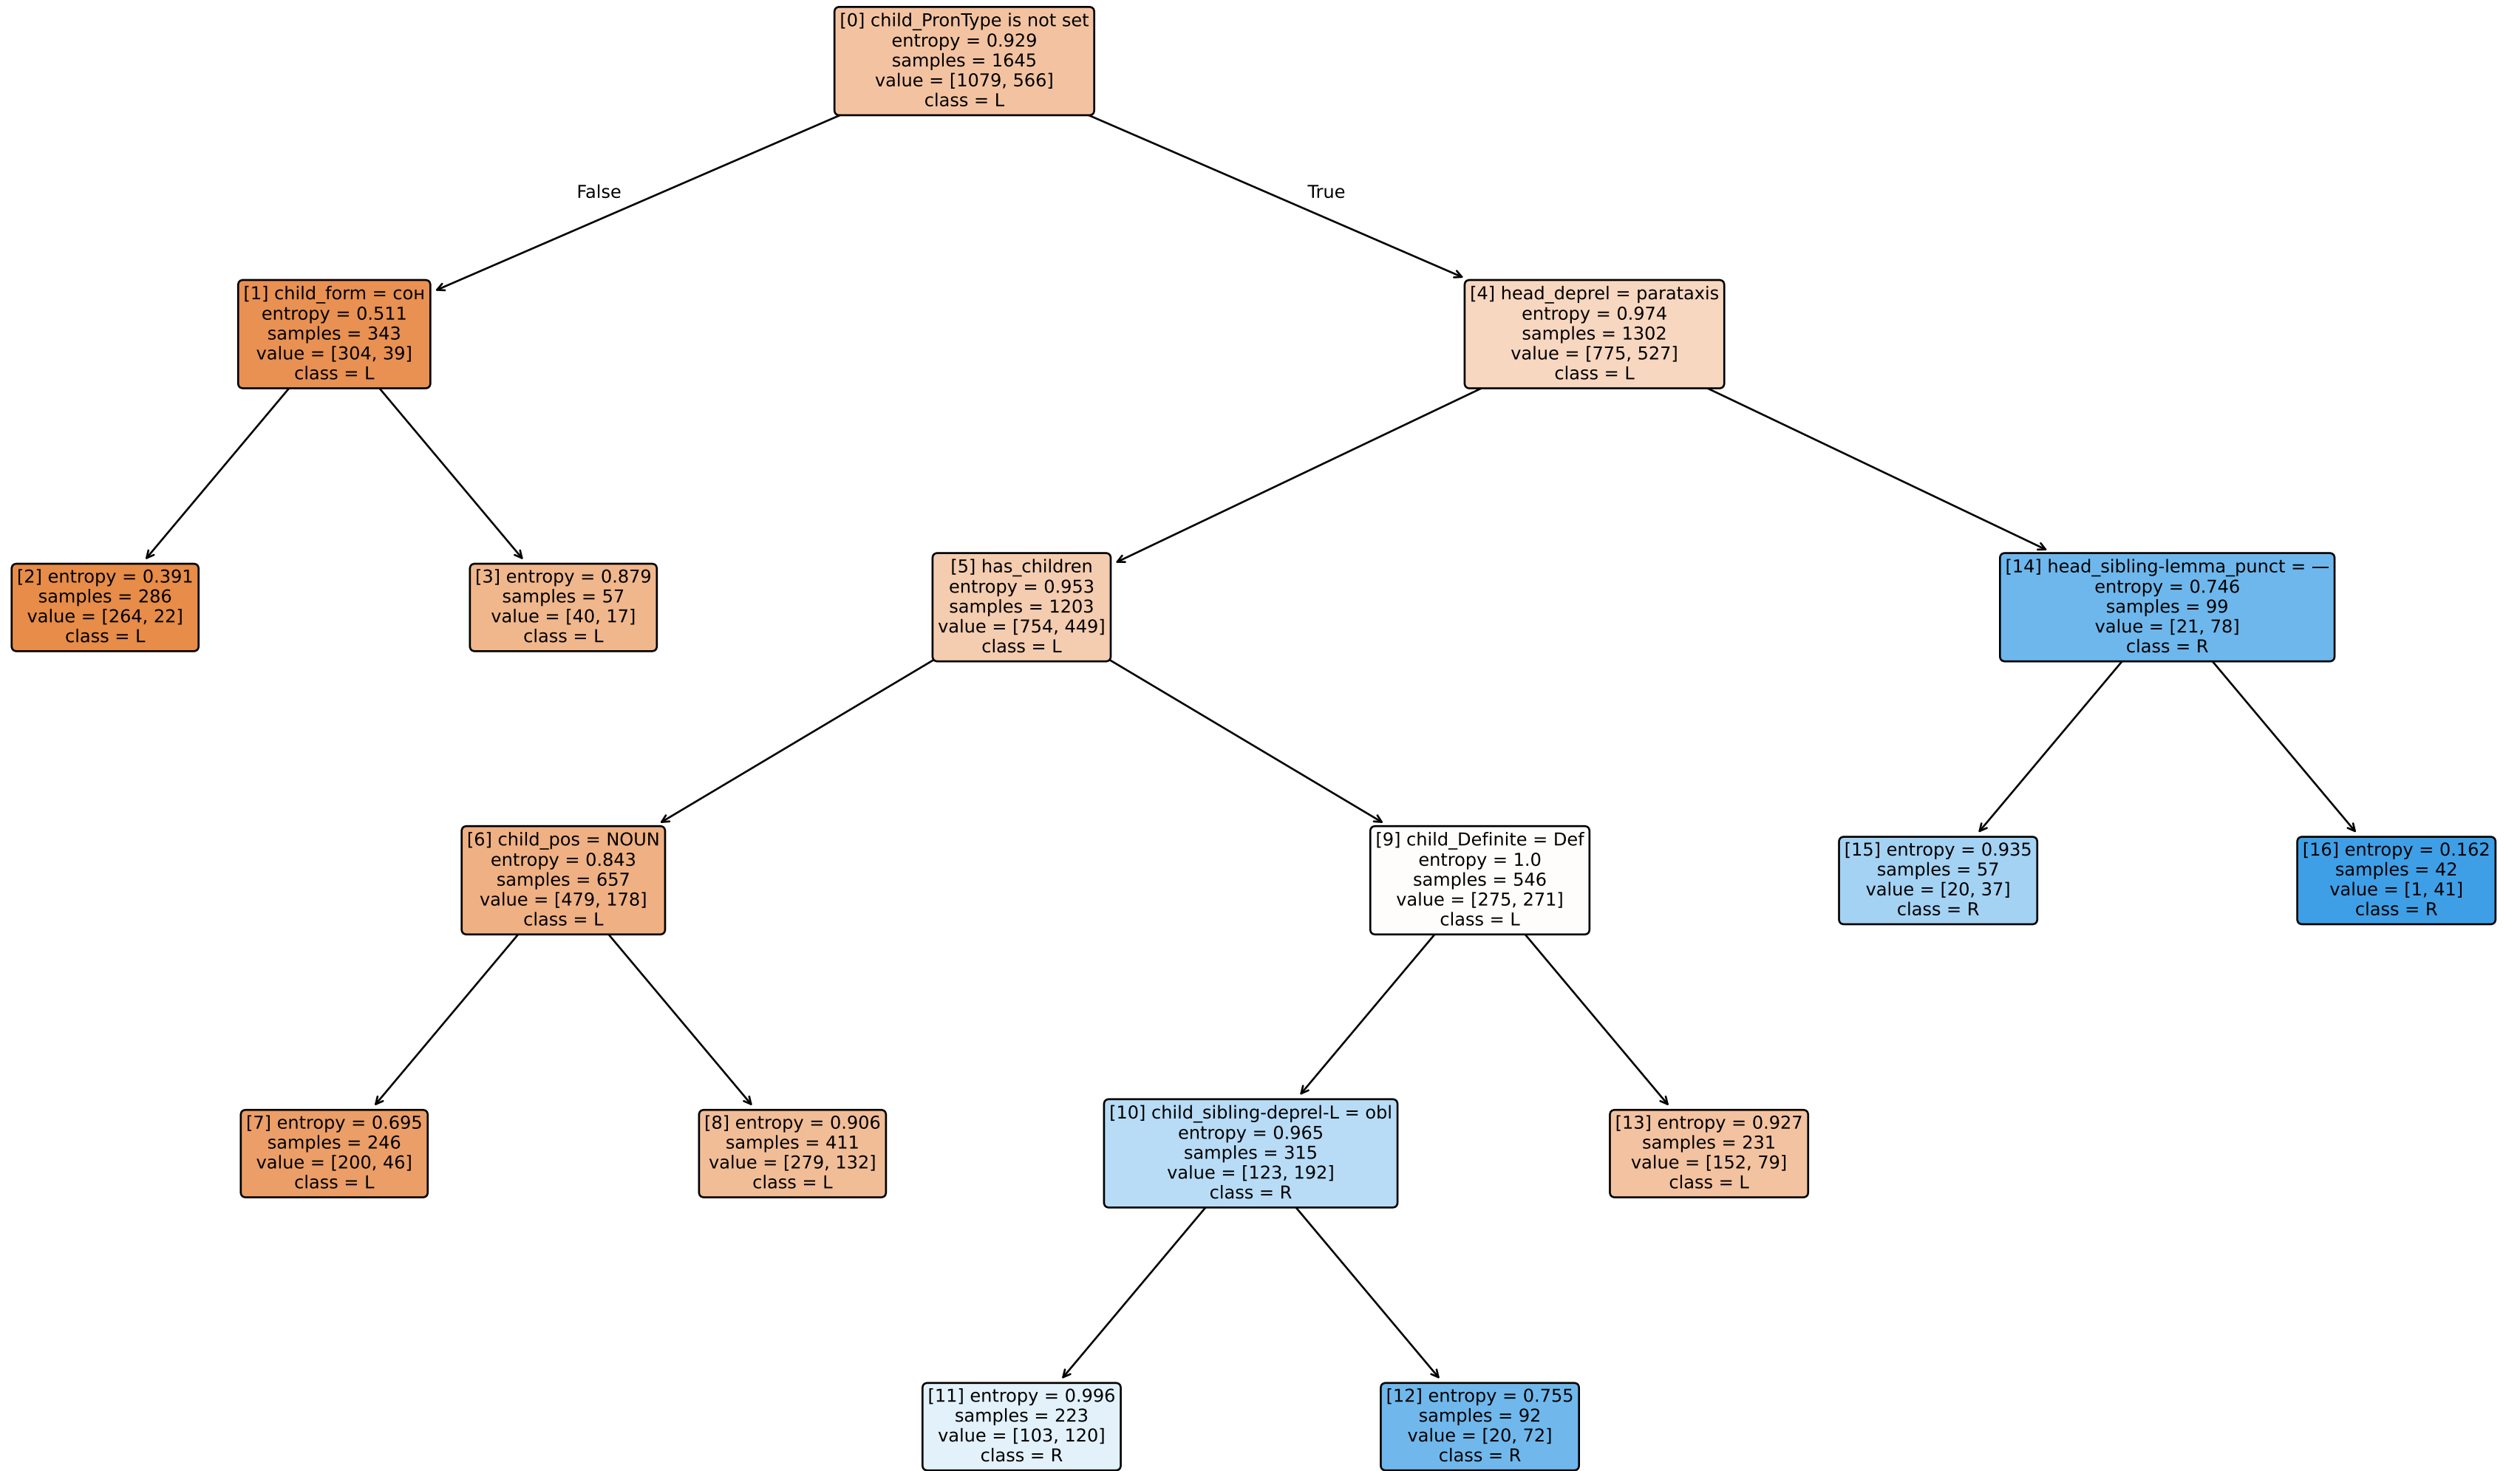 [0] child_PronType is not set
entropy = 0.929
samples = 1645
value = [1079, 566]
class = L
False
True
[1] child_form = сон
entropy = 0.511
samples = 343
value = [304, 39]
class = L
[4] head_deprel = parataxis
entropy = 0.974
samples = 1302
value = [775, 527]
class = L
[2] entropy = 0.391
samples = 286
value = [264, 22]
class = L
[3] entropy = 0.879
samples = 57
value = [40, 17]
class = L
[5] has_children
entropy = 0.953
samples = 1203
value = [754, 449]
class = L
[14] head_sibling-lemma_punct = —
entropy = 0.746
samples = 99
value = [21, 78]
class = R
[6] child_pos = NOUN
entropy = 0.843
samples = 657
value = [479, 178]
class = L
[9] child_Definite = Def
entropy = 1.0
samples = 546
value = [275, 271]
class = L
[15] entropy = 0.935
samples = 57
value = [20, 37]
class = R
[16] entropy = 0.162
samples = 42
value = [1, 41]
class = R
[7] entropy = 0.695
samples = 246
value = [200, 46]
class = L
[8] entropy = 0.906
samples = 411
value = [279, 132]
class = L
[10] child_sibling-deprel-L = obl
entropy = 0.965
samples = 315
value = [123, 192]
class = R
[13] entropy = 0.927
samples = 231
value = [152, 79]
class = L
[11] entropy = 0.996
samples = 223
value = [103, 120]
class = R
[12] entropy = 0.755
samples = 92
value = [20, 72]
class = R